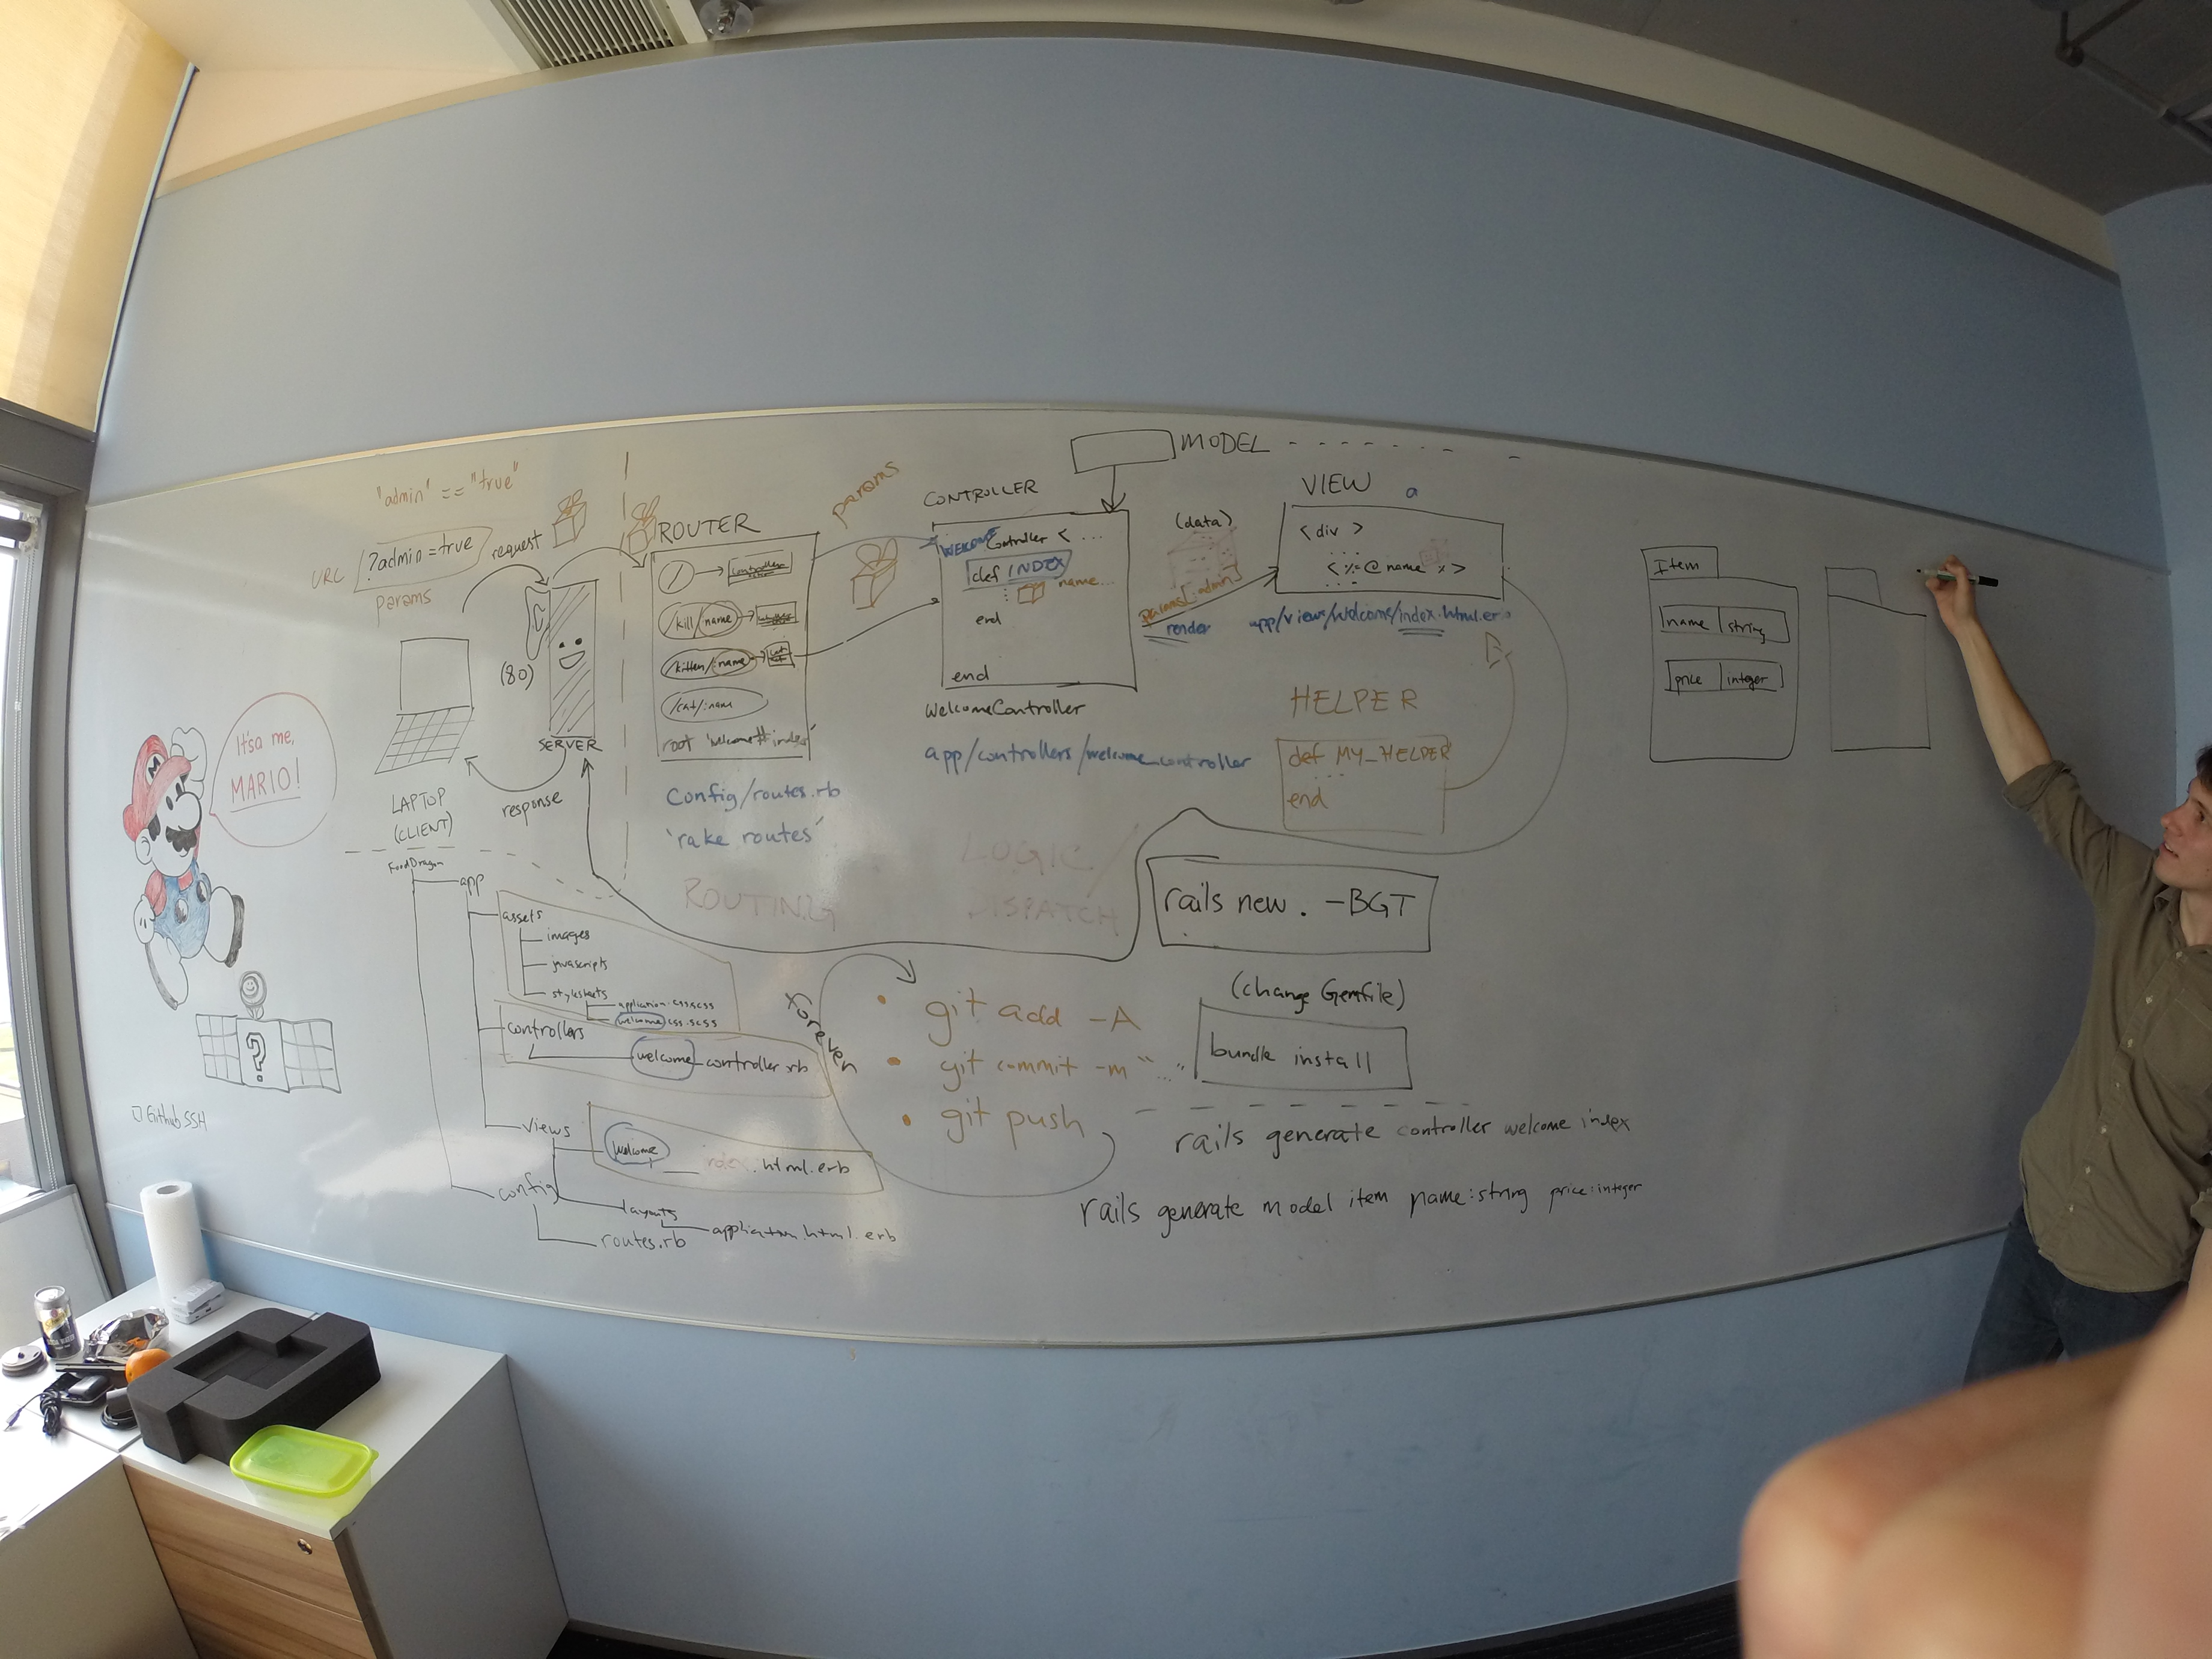 "admin" == "true"
URL
?admin=true
params
request
(80)
SERVER
LAPTOP
(CLIENT)
response
It'sa me,
MARIO!
M
?
Github SSH
ROUTER
/
/kill/name
/kitten/:name
/cat/:name
root 'welcome#index'
Config/routes.rb
'rake routes'
ROUTING
params
CONTROLLER
WELCOME Controller < ...
def INDEX
name...
end
end
WelcomeController
app/controllers/welcome_controller
LOGIC/
DISPATCH
MODEL
(data)
params[:admin]
render
VIEW
a
<div >
<%= @name %>
app/views/welcome/index.html.erb
HELPER
def MY_HELPER
...
end
Item
name string
price integer
FoodDragon
app
assets
images
javascripts
stylesheets
application.css.scss
welcome.css.scss
controllers
welcome_controller.rb
views
welcome
index.html.erb
layouts
application.html.erb
config
routes.rb
git add -A
git commit -m "..."
git push
rails new . -BGT
(change Gemfile)
bundle install
rails generate controller welcome index
rails generate model item name:string price:integer